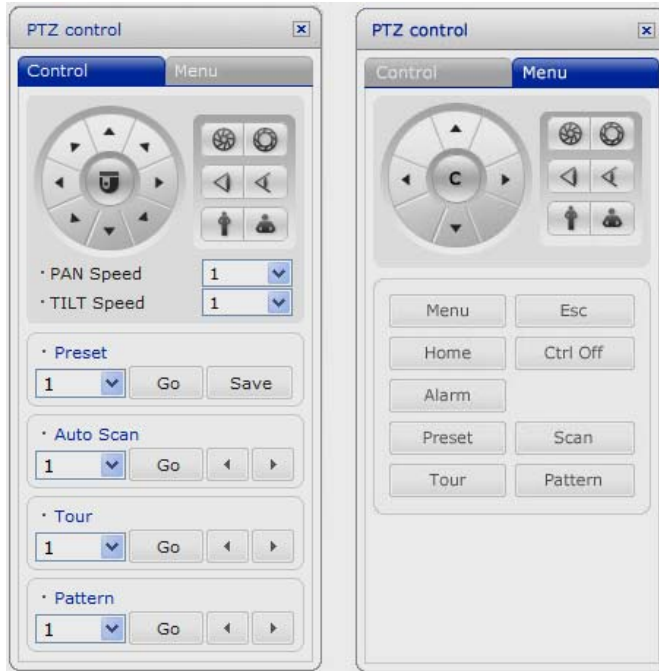 PTZ control
Control Menu
· PAN Speed 1
· TILT Speed 1
· Preset
1 Go Save
· Auto Scan
1 Go
· Tour
1 Go
· Pattern
1 Go
PTZ control
Control Menu
C
Menu Esc
Home Ctrl Off
Alarm
Preset Scan
Tour Pattern